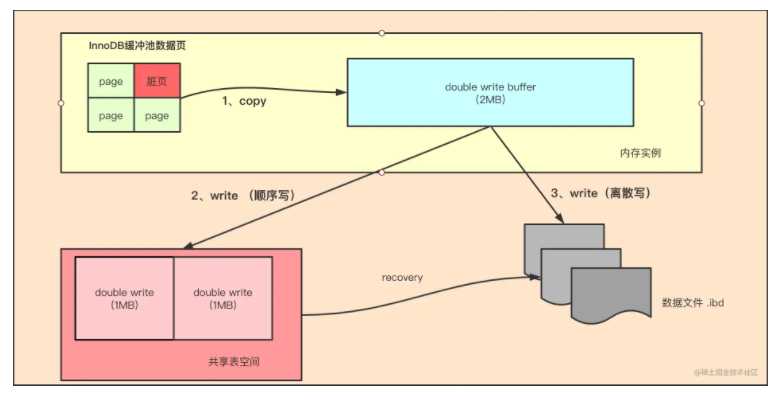 InnoDB缓冲池数据页
page
脏页
page
page
1、copy
double write buffer
（2MB）
内存实例
2、write （顺序写）
3、write（离散写）
double write
（1MB）
double write
（1MB）
recovery
数据文件 .ibd
共享表空间
@稀土掘金技术社区